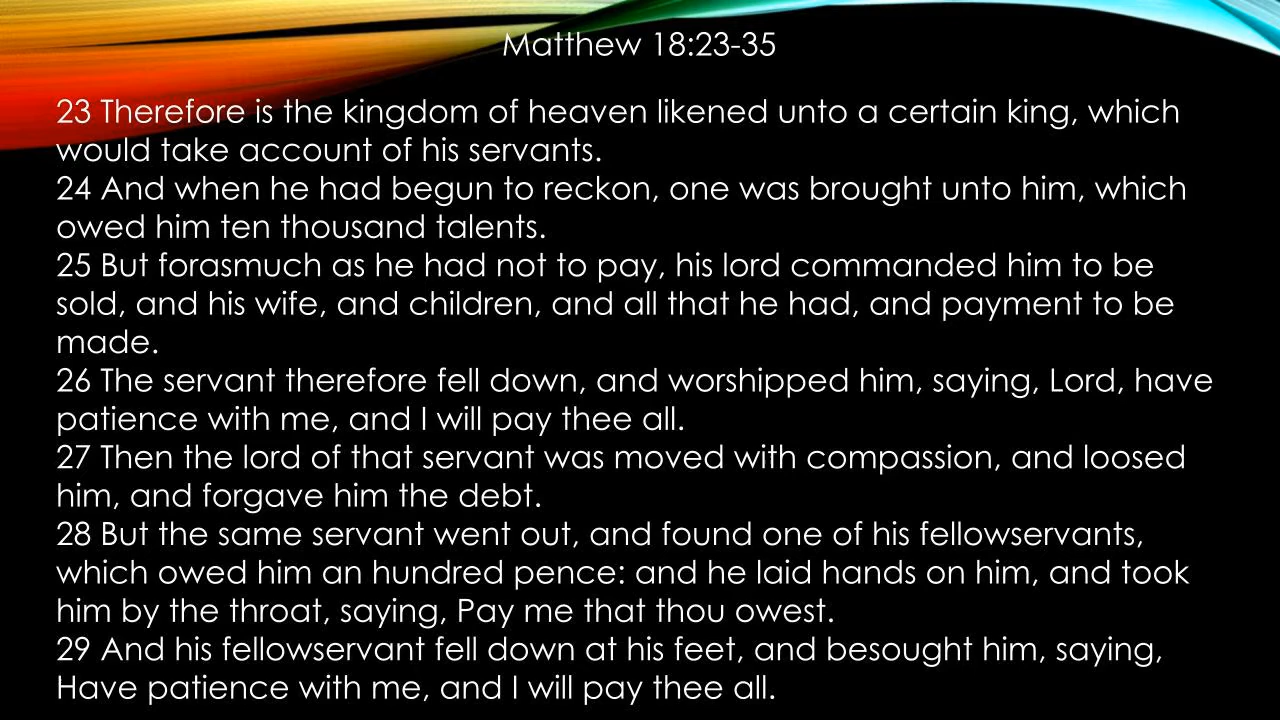 Matthew 18:23-35
23 Therefore is the kingdom of heaven likened unto a certain king, which
would take account of his servants.
24 And when he had begun to reckon, one was brought unto him, which
owed him ten thousand talents.
25 But forasmuch as he had not to pay, his lord commanded him to be
sold, and his wife, and children, and all that he had, and payment to be
made.
26 The servant therefore fell down, and worshipped him, saying, Lord, have
patience with me, and I will pay thee all.
27 Then the lord of that servant was moved with compassion, and loosed
him, and forgave him the debt.
28 But the same servant went out, and found one of his fellowservants,
which owed him an hundred pence: and he laid hands on him, and took
him by the throat, saying, Pay me that thou owest.
29 And his fellowservant fell down at his feet, and besought him, saying,
Have patience with me, and I will pay thee all.